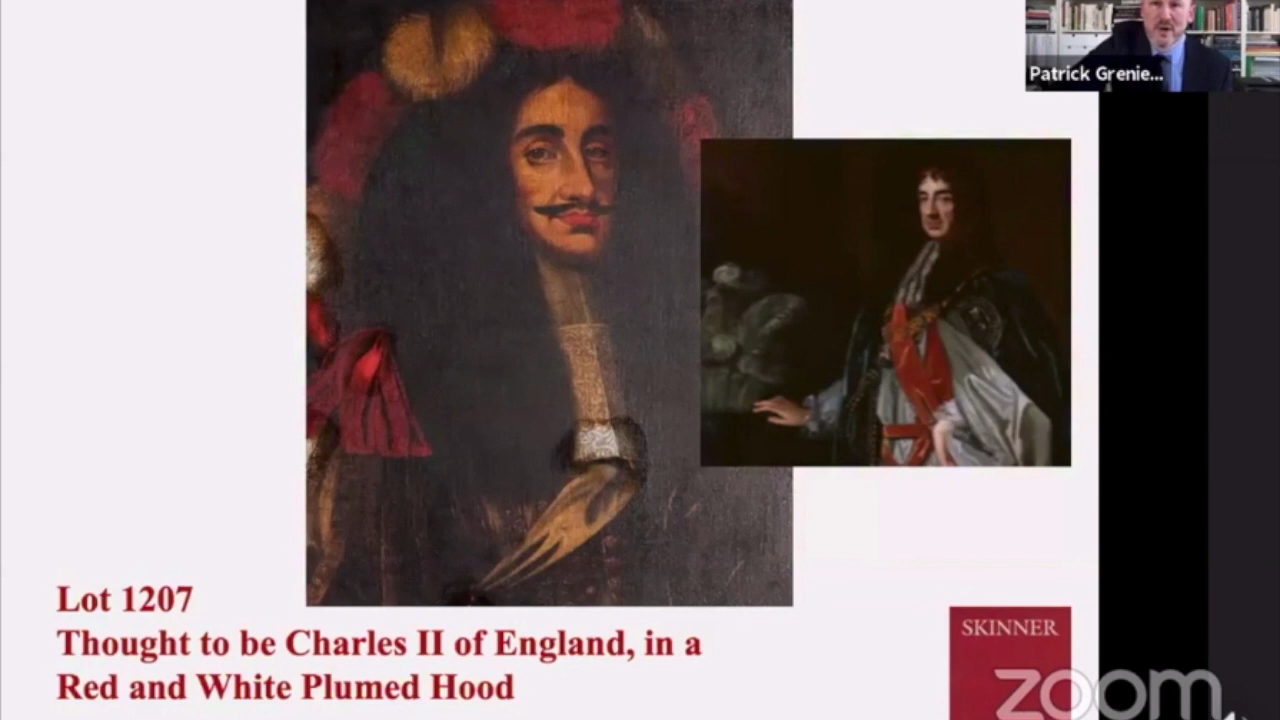 Patrick Grenie...
Lot 1207
Thought to be Charles II of England, in a
Red and White Plumed Hood
SKINNER
zoom